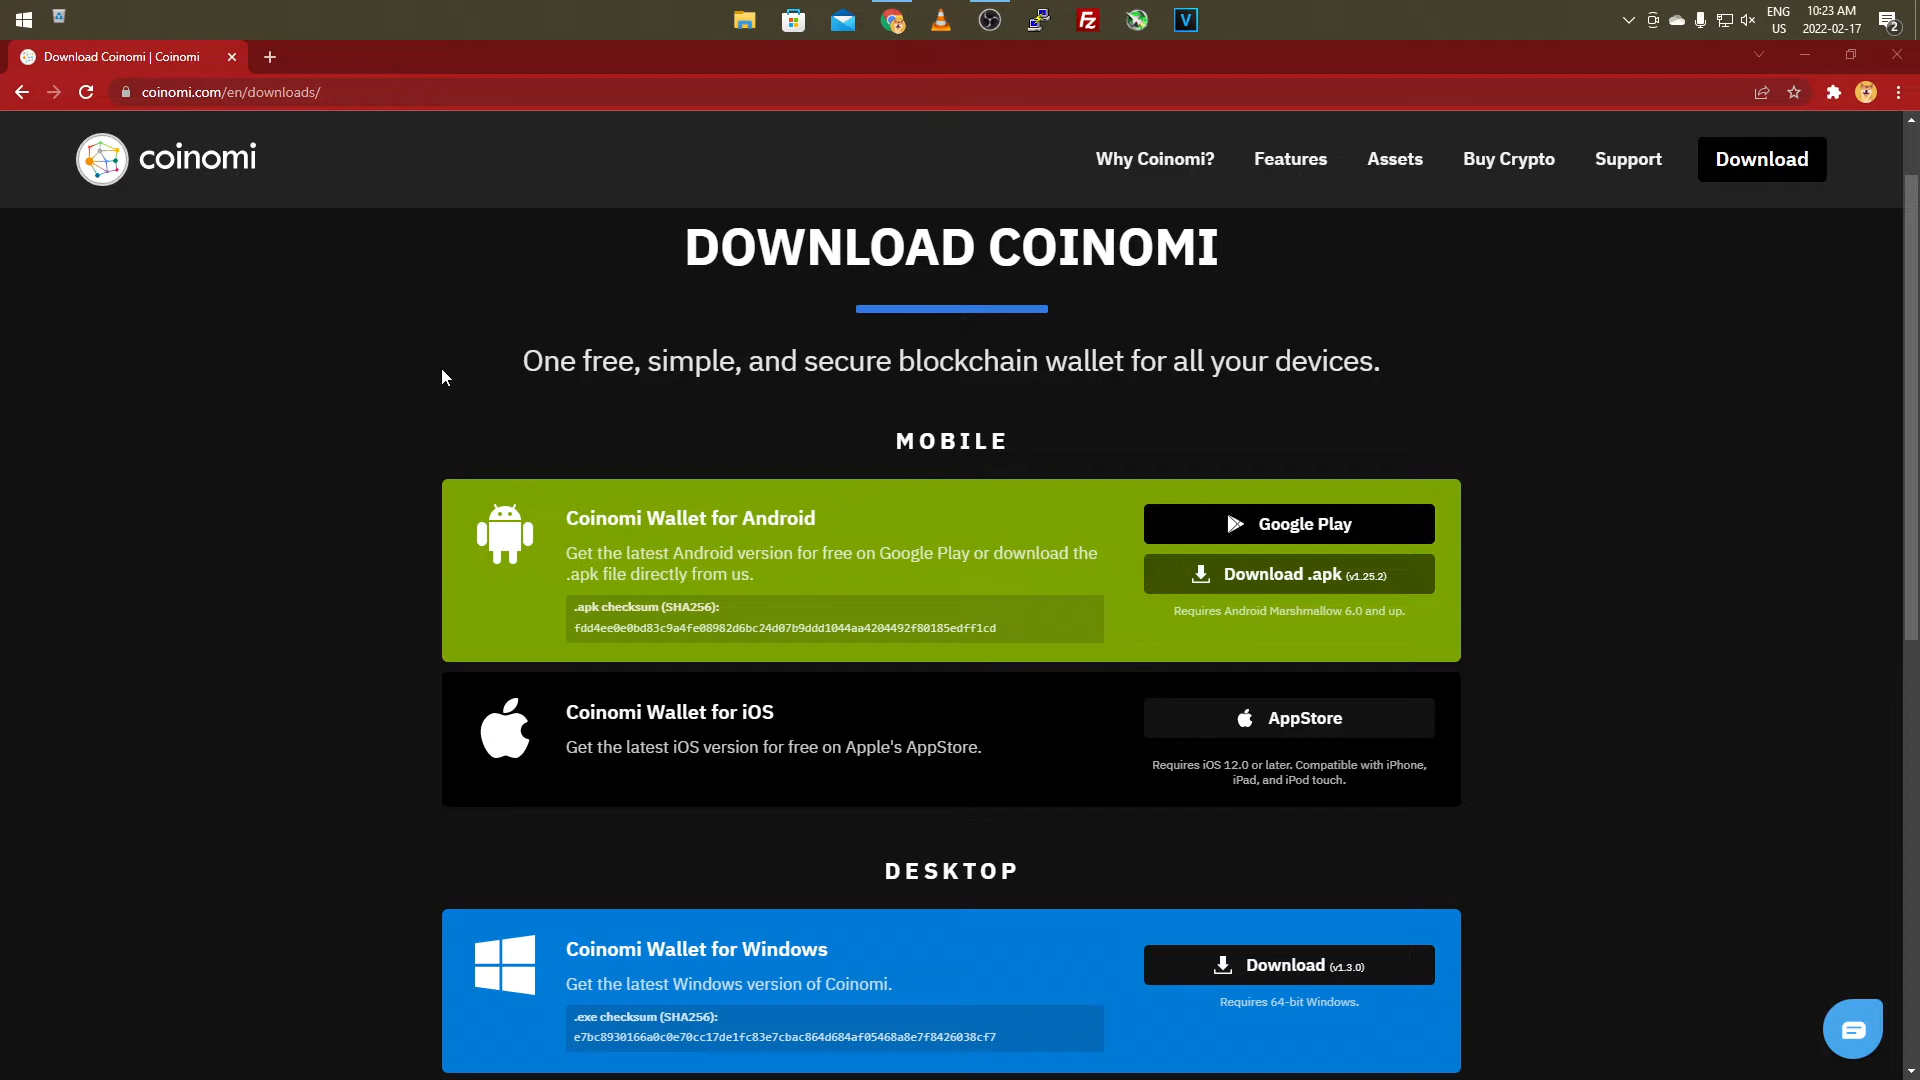 ENG
US
10:23 AM
2022-02-17
2
Download Coinomi | Coinomi
coinomi.com/en/downloads/
coinomi
Why Coinomi?
Features
Assets
Buy Crypto
Support
Download
DOWNLOAD COINOMI
One free, simple, and secure blockchain wallet for all your devices.
MOBILE
Coinomi Wallet for Android
Get the latest Android version for free on Google Play or download the
.apk file directly from us.
.apk checksum (SHA256):
fdd4ee0e0bd83c9a4fe08982d6bc24d07b9ddd1044aa4204492f80185edff1cd
Google Play
Download .apk (v1.25.2)
Requires Android Marshmallow 6.0 and up.
Coinomi Wallet for iOS
Get the latest iOS version for free on Apple's AppStore.
AppStore
Requires iOS 12.0 or later. Compatible with iPhone,
iPad, and iPod touch.
DESKTOP
Coinomi Wallet for Windows
Get the latest Windows version of Coinomi.
.exe checksum (SHA256):
e7bc8930166a0c0e70cc17de1fc83e7cbac864d684af05468a8e7f8426038cf7
Download (v1.3.0)
Requires 64-bit Windows.